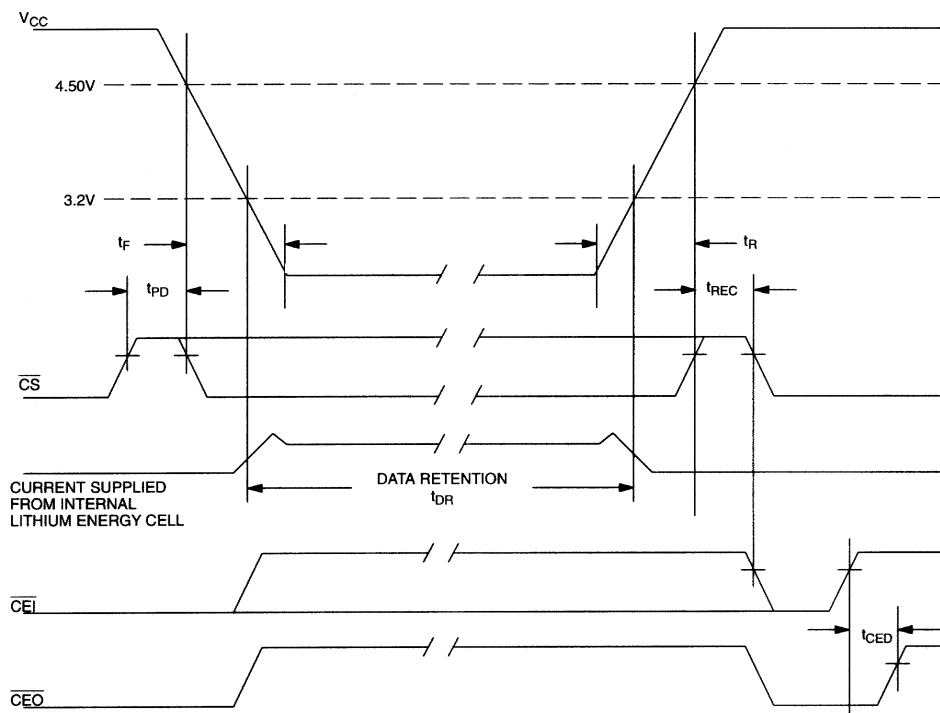 VCC
4.50V
3.2V
tF
tR
tPD
tREC
CS
DATA RETENTION
tDR
CURRENT SUPPLIED
FROM INTERNAL
LITHIUM ENERGY CELL
CEI
tCED
CEO